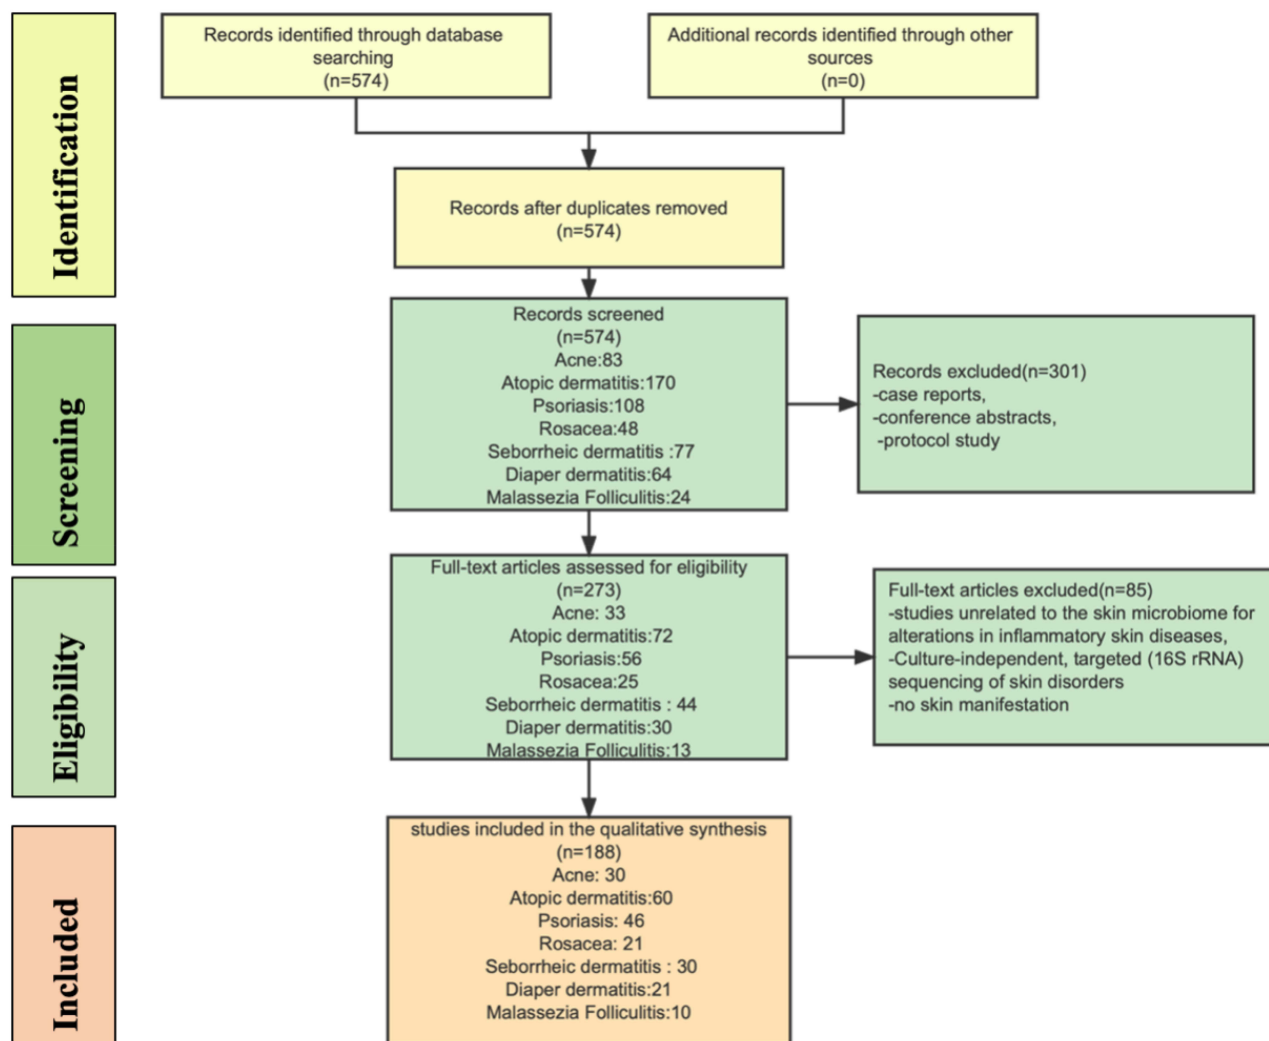 Identification
Records identified through database
searching
(n=574)
Additional records identified through other
sources
(n=0)
Records after duplicates removed
(n=574)
Screening
Records screened
(n=574)
Acne:83
Atopic dermatitis:170
Psoriasis:108
Rosacea:48
Seborrheic dermatitis :77
Diaper dermatitis:64
Malassezia Folliculitis:24
Records excluded(n=301)
-case reports,
-conference abstracts,
-protocol study
Eligibility
Full-text articles assessed for eligibility
(n=273)
Acne: 33
Atopic dermatitis:72
Psoriasis:56
Rosacea:25
Seborrheic dermatitis : 44
Diaper dermatitis:30
Malassezia Folliculitis:13
Full-text articles excluded(n=85)
-studies unrelated to the skin microbiome for
alterations in inflammatory skin diseases,
-Culture-independent, targeted (16S rRNA)
sequencing of skin disorders
-no skin manifestation
Included
studies included in the qualitative synthesis
(n=188)
Acne: 30
Atopic dermatitis:60
Psoriasis: 46
Rosacea: 21
Seborrheic dermatitis : 30
Diaper dermatitis:21
Malassezia Folliculitis:10